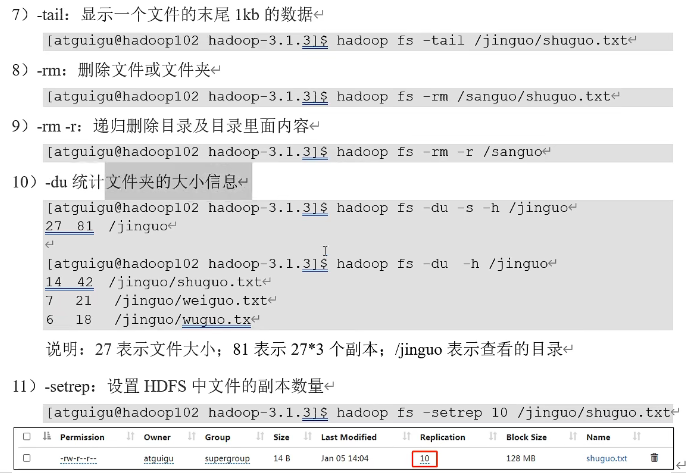 7）-tail：显示一个文件的末尾 1kb 的数据↵
[atguigu@hadoop102 hadoop-3.1.3]$ hadoop fs -tail /jinguo/shuguo.txt↵
8）-rm：删除文件或文件夹↵
[atguigu@hadoop102 hadoop-3.1.3]$ hadoop fs -rm /sanguo/shuguo.txt↵
9）-rm -r：递归删除目录及目录里面内容↵
[atguigu@hadoop102 hadoop-3.1.3]$ hadoop fs -rm -r /sanguo↵
10）-du 统计文件夹的大小信息↵
[atguigu@hadoop102 hadoop-3.1.3]$ hadoop fs -du -s -h /jinguo↵
27 81 /jinguo↵
↵
[atguigu@hadoop102 hadoop-3.1.3]$ hadoop fs -du -h /jinguo↵
14 42 /jinguo/shuguo.txt↵
7 21 /jinguo/weiguo.txt↵
6 18 /jinguo/wuguo.tx↵
说明：27 表示文件大小；81 表示 27*3 个副本；/jinguo 表示查看的目录↵
11）-setrep：设置 HDFS 中文件的副本数量↵
[atguigu@hadoop102 hadoop-3.1.3]$ hadoop fs -setrep 10 /jinguo/shuguo.txt↵
Permission Owner Group Size Last Modified Replication Block Size Name
-rw-r--r-- atguigu supergroup 14 B Jan 05 14:04 10 128 MB shuguo.txt